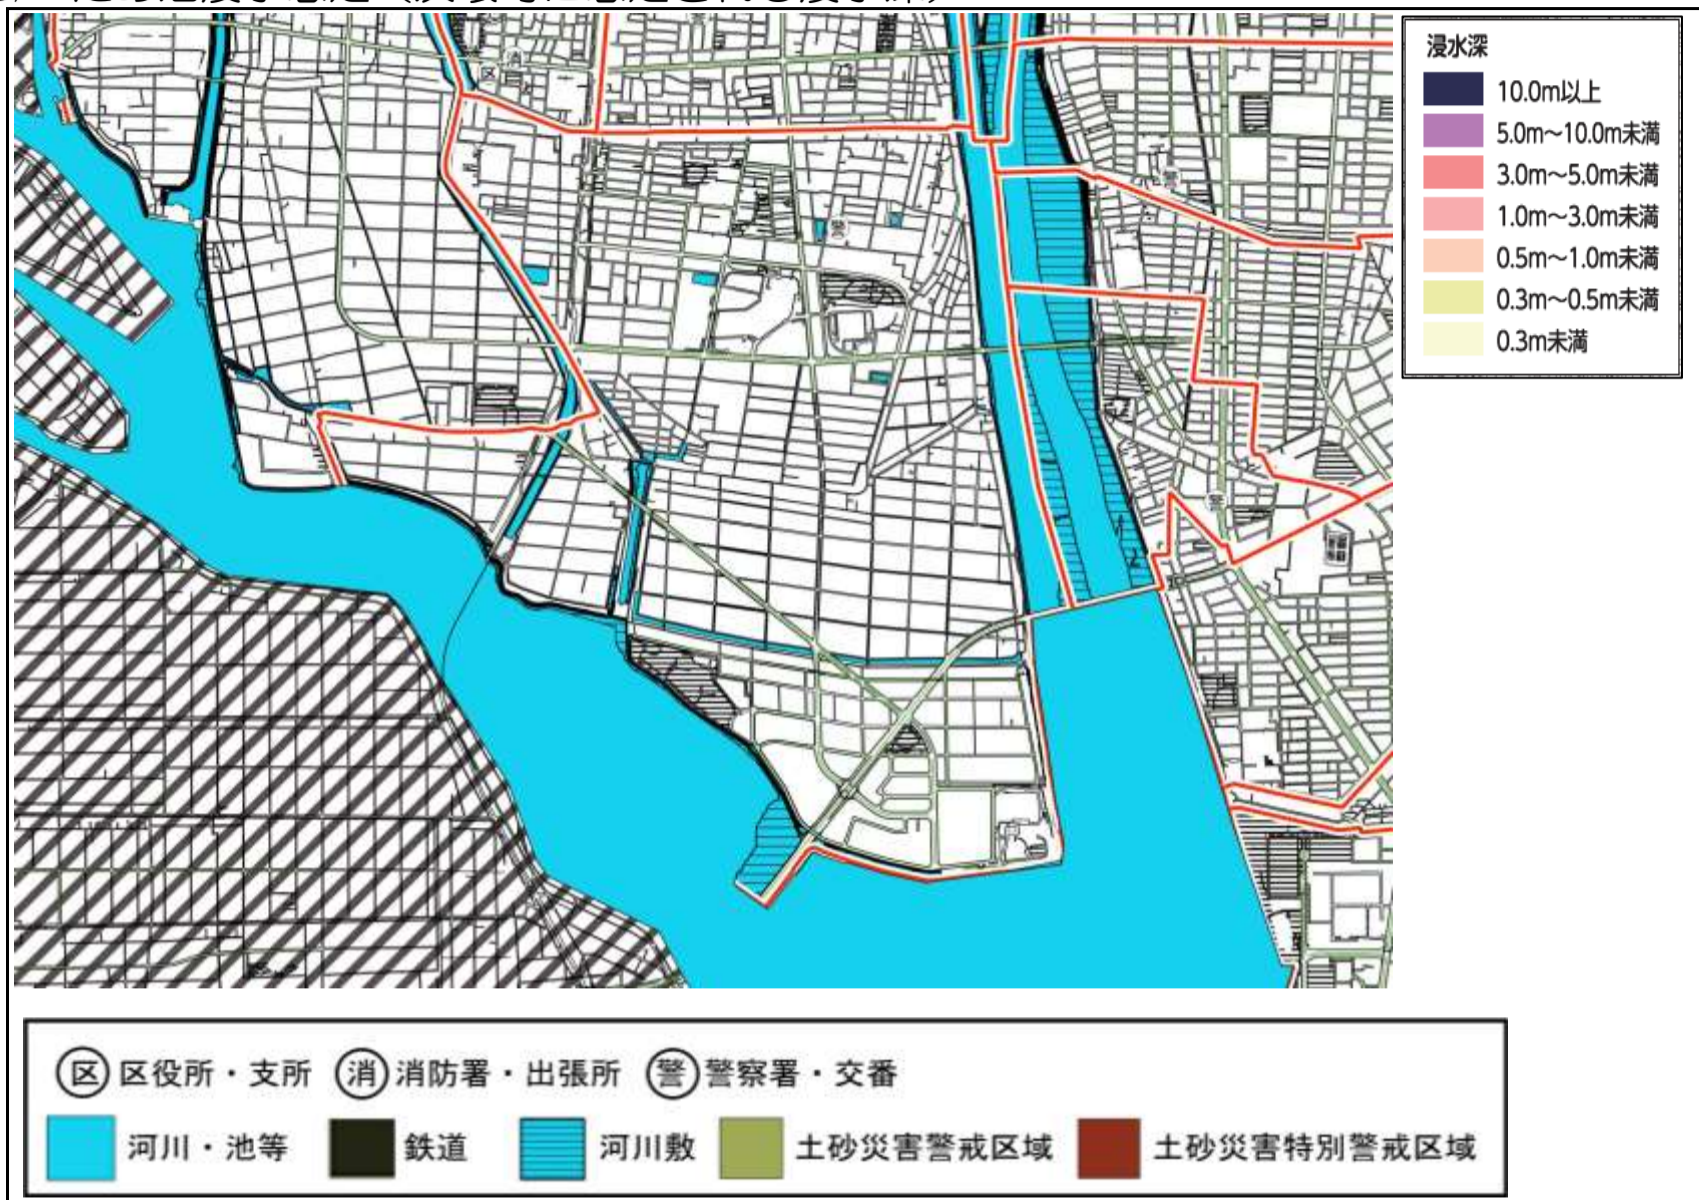 区
消
警
警
警
浸水深
10.0m以上
5.0m～10.0m未満
3.0m～5.0m未満
1.0m～3.0m未満
0.5m～1.0m未満
0.3m～0.5m未満
0.3m未満
区 区役所・支所 消 消防署・出張所 警 警察署・交番
河川・池等 鉄道 河川敷 土砂災害警戒区域 土砂災害特別警戒区域